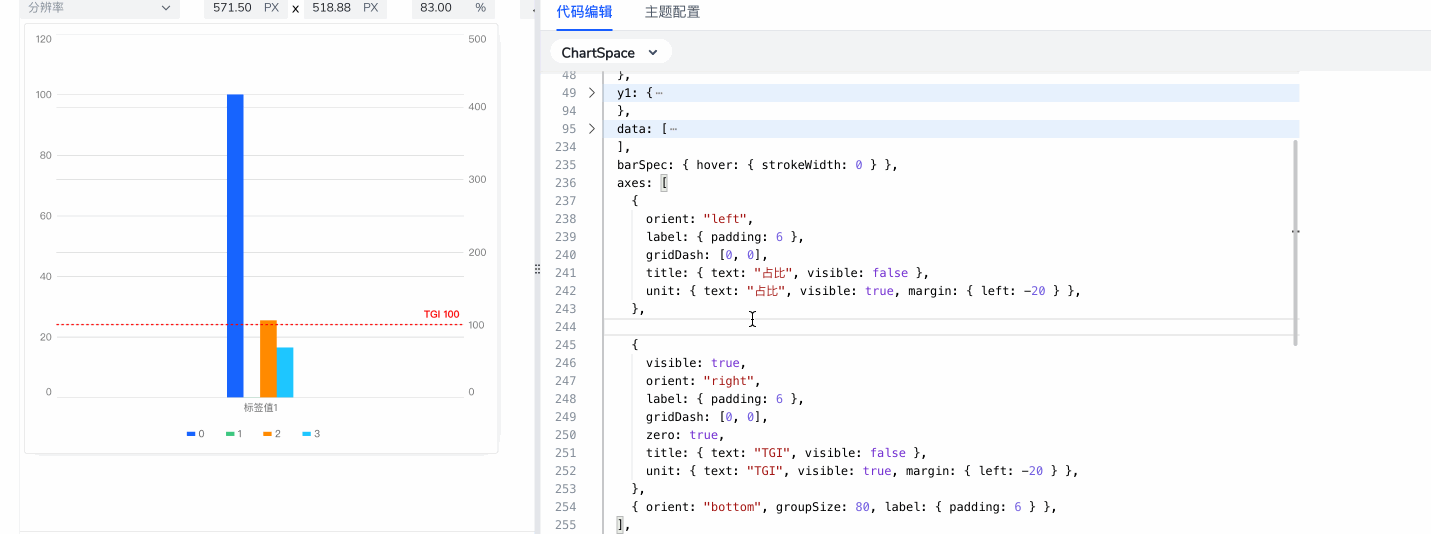 分辨率
571.50 PX x 518.88 PX
83.00 %
120
100
80
60
40
20
0
500
400
300
200
100
0
TGI 100
标签值1
0 1 2 3
代码编辑 主题配置
ChartSpace
48 },
49 y1: {…
94 },
95 data: […
234 ],
235 barSpec: { hover: { strokeWidth: 0 } },
236 axes: [
237 {
238 orient: "left",
239 label: { padding: 6 },
240 gridDash: [0, 0],
241 title: { text: "占比", visible: false },
242 unit: { text: "占比", visible: true, margin: { left: -20 } },
243 },
244
245 {
246 visible: true,
247 orient: "right",
248 label: { padding: 6 },
249 gridDash: [0, 0],
250 zero: true,
251 title: { text: "TGI", visible: false },
252 unit: { text: "TGI", visible: true, margin: { left: -20 } },
253 },
254 { orient: "bottom", groupSize: 80, label: { padding: 6 } },
255 ],